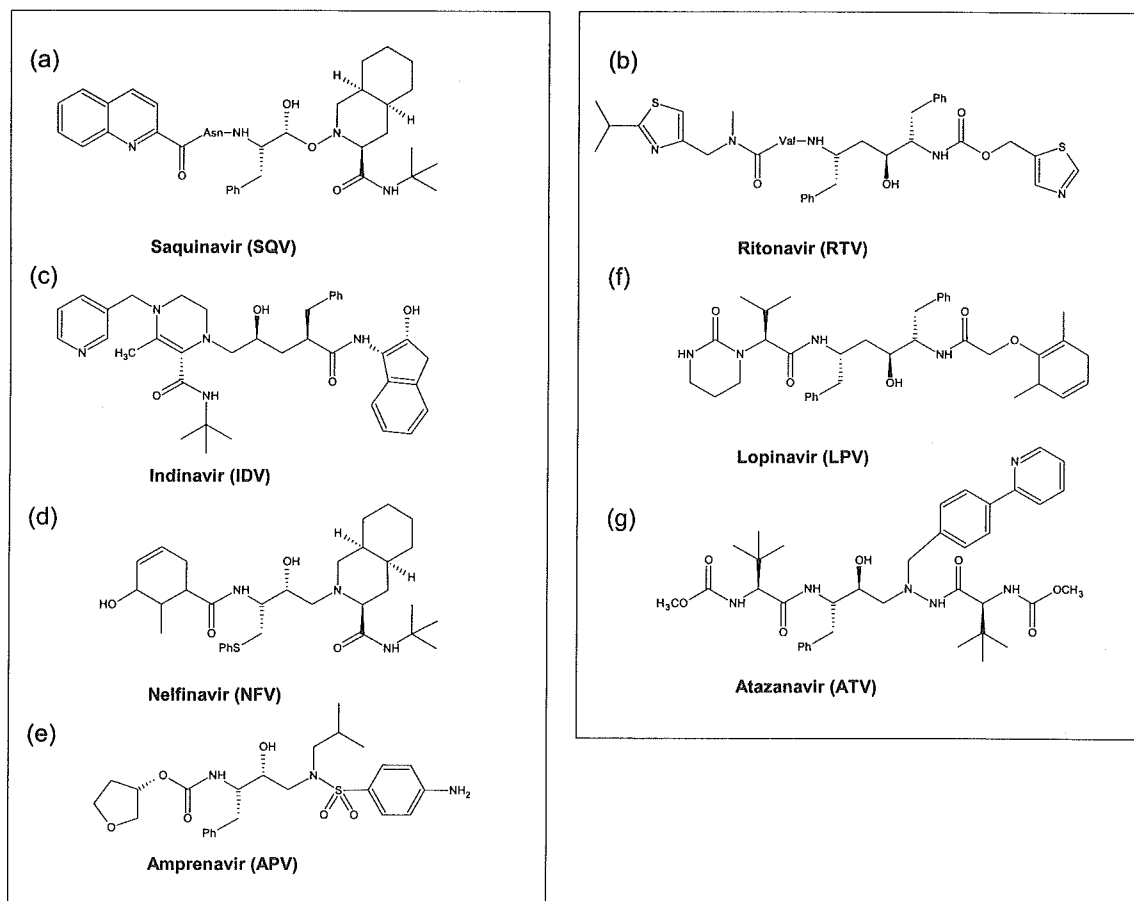 (a)
H
OH
H
Asn
NH
N
O
N
O
Ph
O
NH
Saquinavir (SQV)
(b)
Ph
S
N
N
Val
NH
NH
O
O
S
O
OH
Ph
N
Ritonavir (RTV)
(c)
Ph
OH
OH
N
N
NH
N
CH3
O
O
NH
Indinavir (IDV)
(f)
Ph
O
O
NH
O
HN
N
NH
O
OH
Ph
Lopinavir (LPV)
(d)
H
OH
H
NH
N
HO
O
PhS
O
NH
Nelfinavir (NFV)
(g)
N
OH
O
O
NH
N
NH
OCH3
H3CO
NH
NH
O
O
Ph
Atazanavir (ATV)
(e)
OH
O
NH
N
O
S
NH2
O
O
O
Ph
Amprenavir (APV)